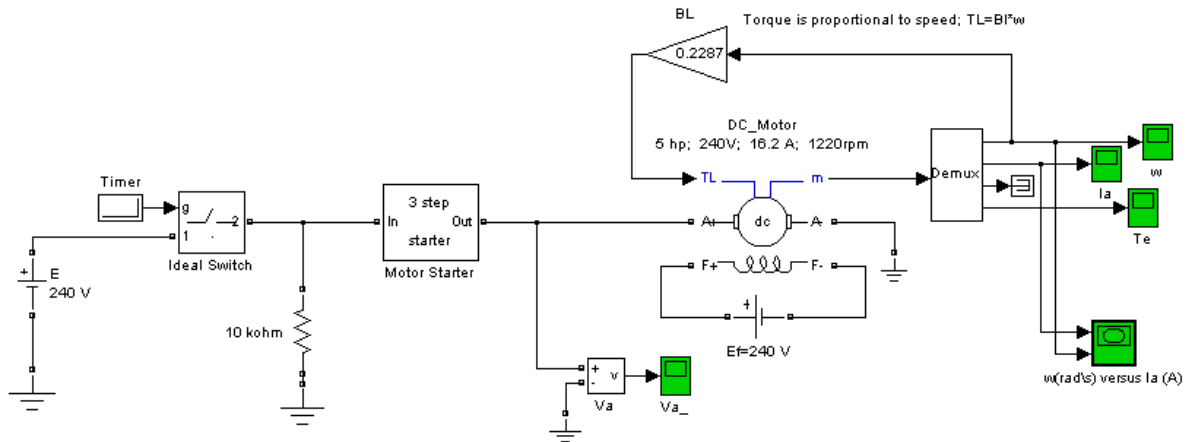 BL
Torque is proportional to speed; TL=Bl*w
0.2287
DC_Motor
5 hp; 240V; 16.2 A; 1220rpm
Timer
g
1
2
Ideal Switch
E
240 V
10 kohm
3 step
In
Out
starter
Motor Starter
TL
m
A+
dc
A-
F+
F-
Ef=240 V
Demux
w
Ia
Te
+
-
v
Va
Va_
w(rad\s) versus Ia (A)